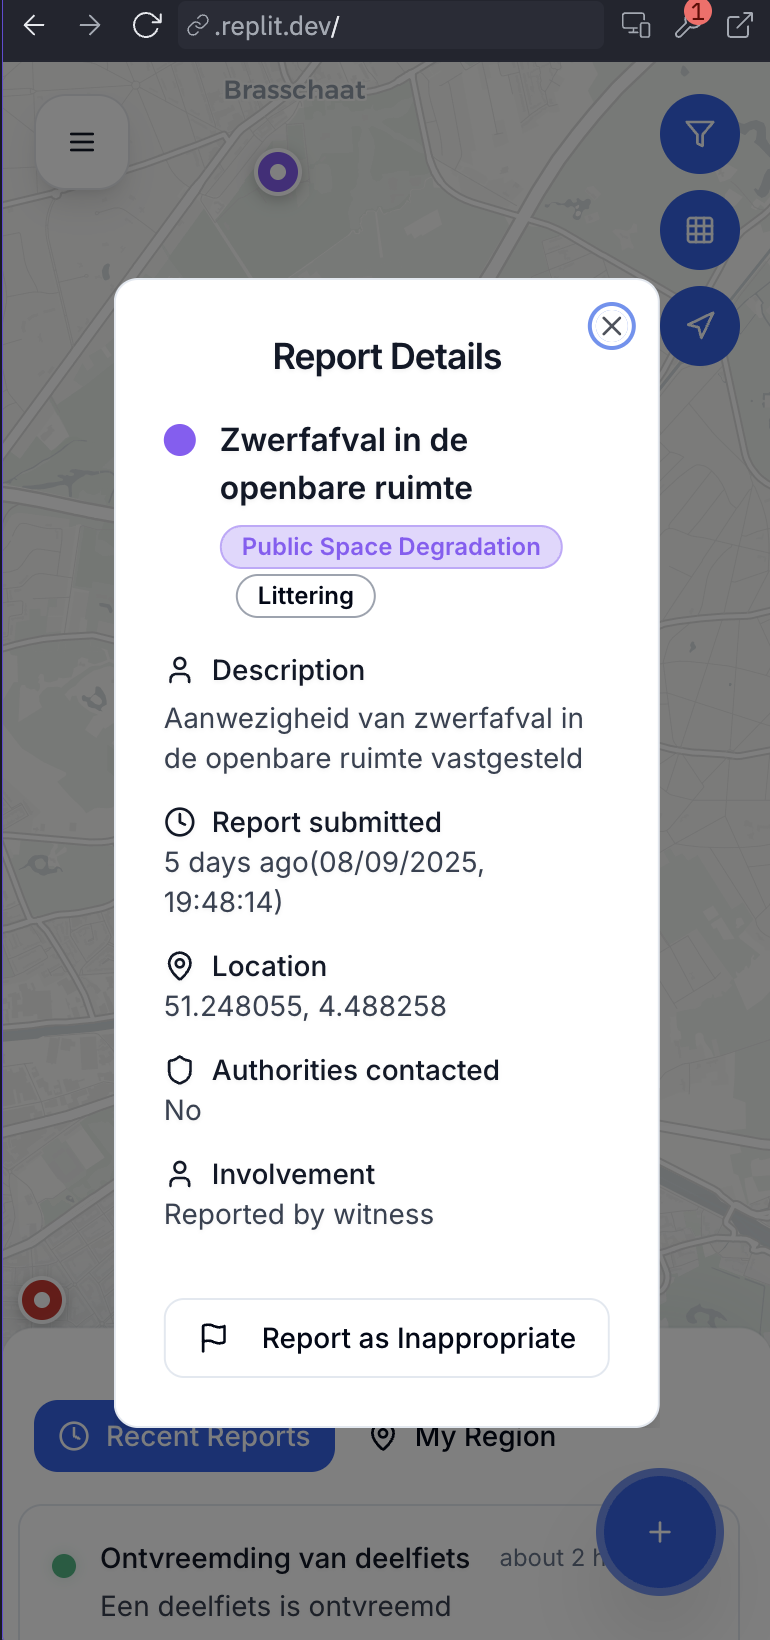 .replit.dev/
1
Brasschaat
Report Details
Zwerfafval in de
openbare ruimte
Public Space Degradation
Littering
Description
Aanwezigheid van zwerfafval in
de openbare ruimte vastgesteld
Report submitted
5 days ago(08/09/2025,
19:48:14)
Location
51.248055, 4.488258
Authorities contacted
No
Involvement
Reported by witness
Report as Inappropriate
Recent Reports
My Region
Ontvreemding van deelfiets
about 2 h
Een deelfiets is ontvreemd